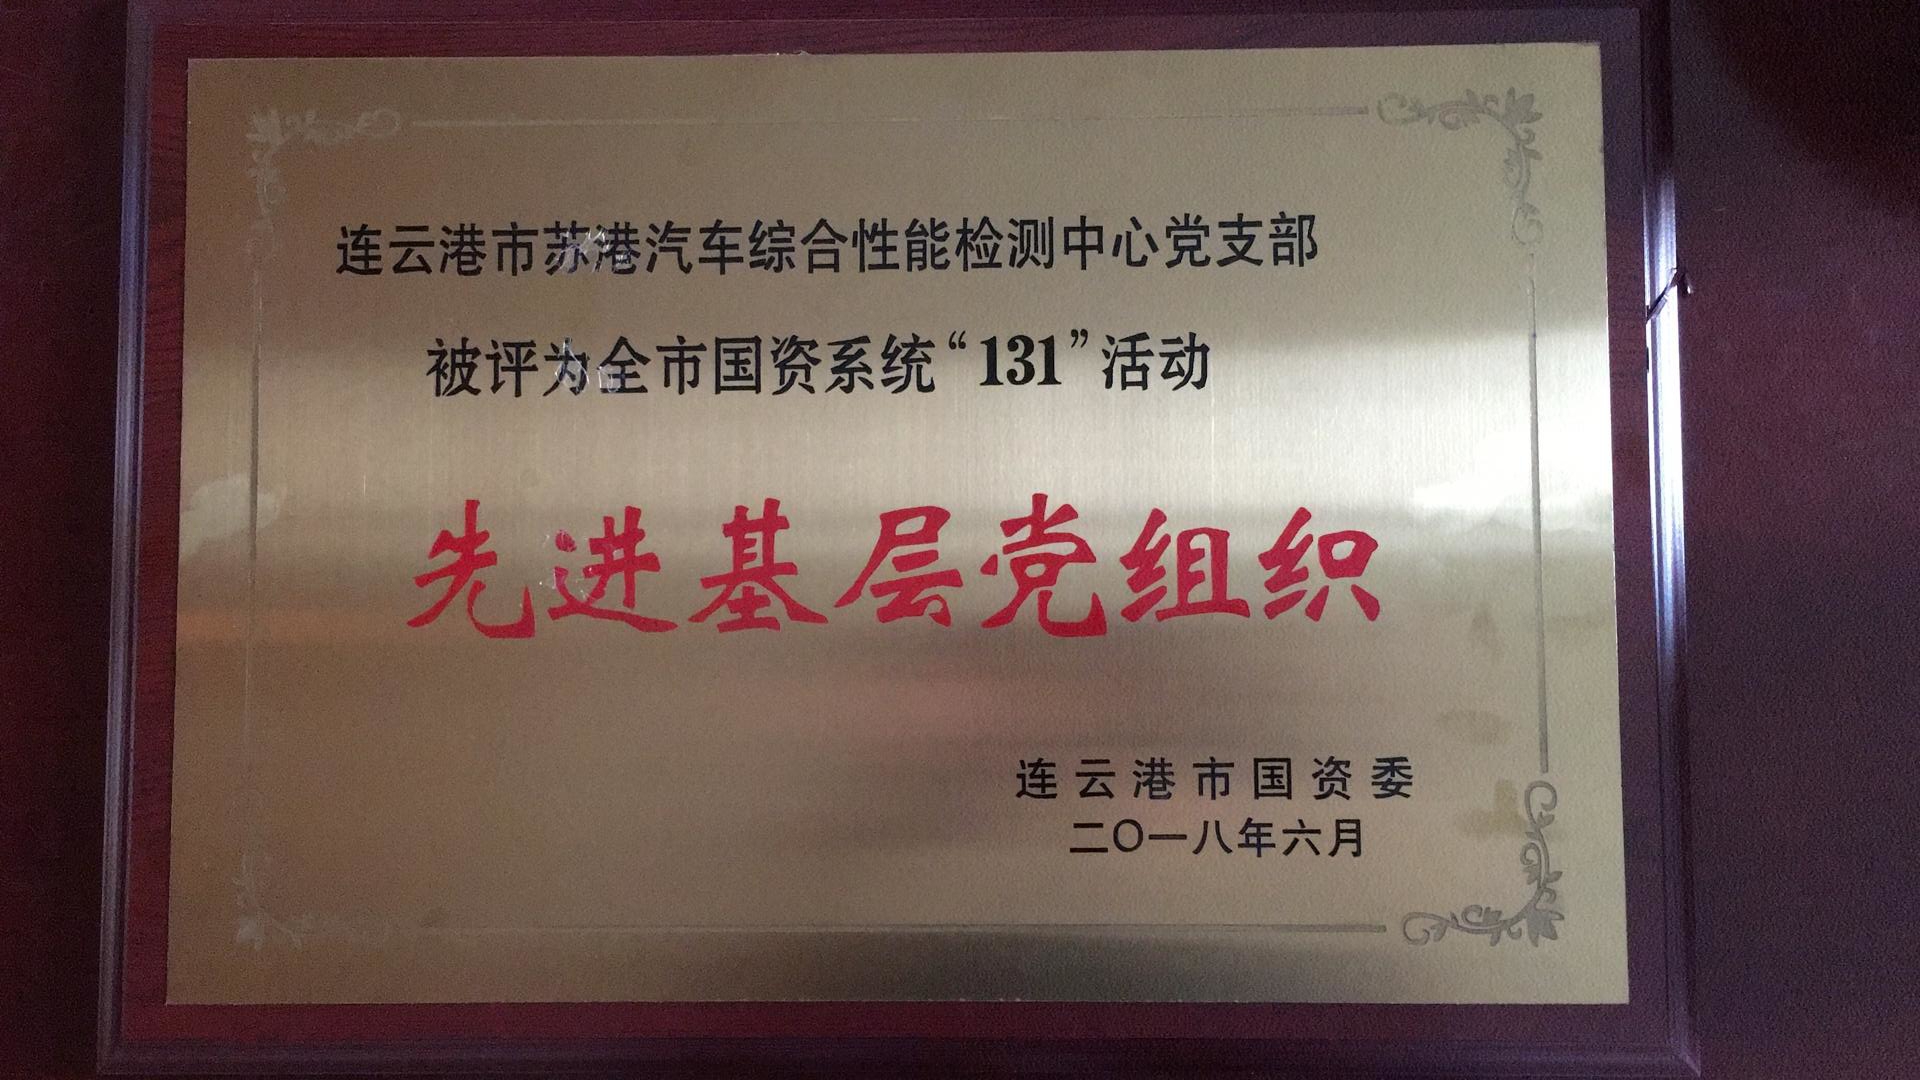 连云港市苏港汽车综合性能检测中心党支部
被评为全市国资系统“131”活动
先进基层党组织
连云港市国资委
二〇一八年六月